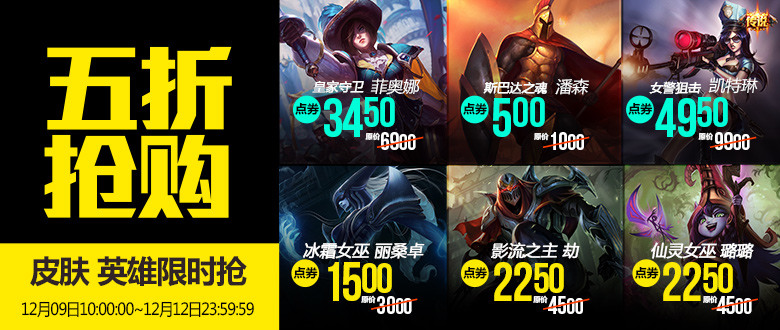 五折
抢购
皮肤 英雄限时抢
12月09日10:00:00~12月12日23:59:59
皇家守卫 菲奥娜
点券 3450
原价 6900
斯巴达之魂 潘森
点券 500
原价 1000
传说
女警狙击 凯特琳
点券 4950
原价 9900
冰霜女巫 丽桑卓
点券 1500
原价 3000
影流之主 劫
点券 2250
原价 4500
仙灵女巫 璐璐
点券 2250
原价 4500